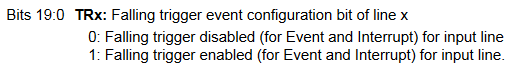 Bits 19:0 TRx: Falling trigger event configuration bit of line x
0: Falling trigger disabled (for Event and Interrupt) for input line
1: Falling trigger enabled (for Event and Interrupt) for input line.